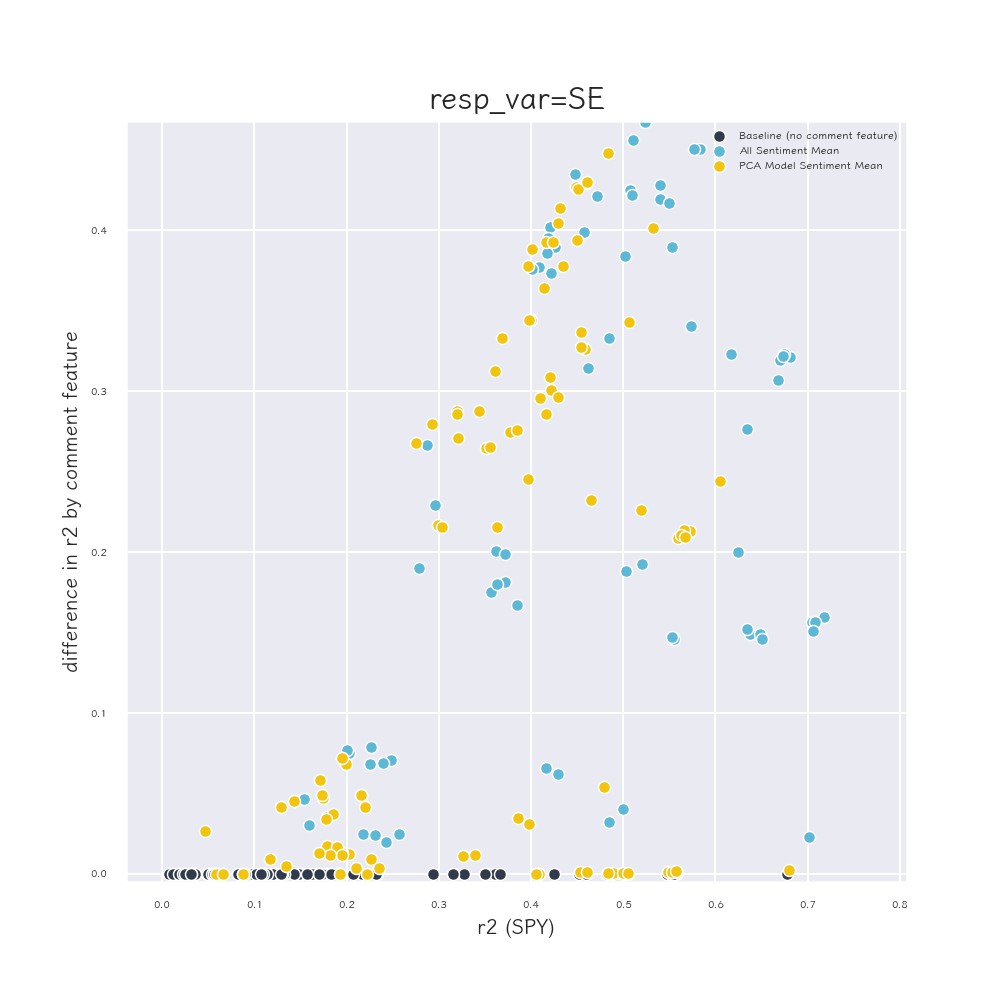 resp_var=SE
Baseline (no comment feature)
All Sentiment Mean
PCA Model Sentiment Mean
difference in r2 by comment feature
0.4
0.3
0.2
0.1
0.0
0.0 0.1 0.2 0.3 0.4 0.5 0.6 0.7 0.8
r2 (SPY)